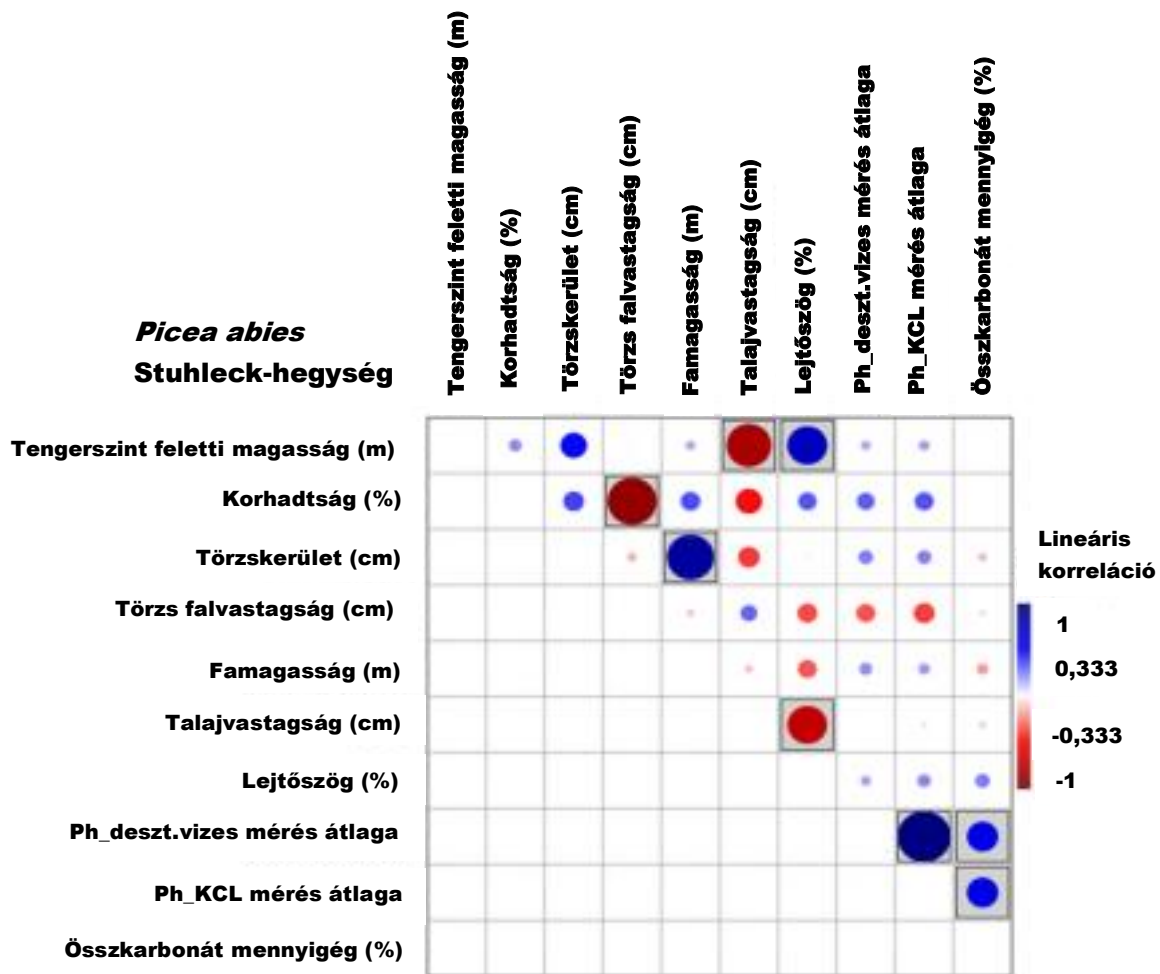 Tengerszint feletti magasság (m)
Korhadtság (%)
Törzskerület (cm)
Törzs falvastagság (cm)
Famagasság (m)
Talajvastagság (cm)
Lejtőszög (%)
Ph_deszt.vizes mérés átlaga
Ph_KCL mérés átlaga
Összkarbonát mennyigég (%)
Picea abies
Stuhleck-hegység
Tengerszint feletti magasság (m)
Korhadtság (%)
Törzskerület (cm)
Törzs falvastagság (cm)
Famagasság (m)
Talajvastagság (cm)
Lejtőszög (%)
Ph_deszt.vizes mérés átlaga
Ph_KCL mérés átlaga
Összkarbonát mennyigég (%)
Lineáris
korreláció
1
0,333
-0,333
-1